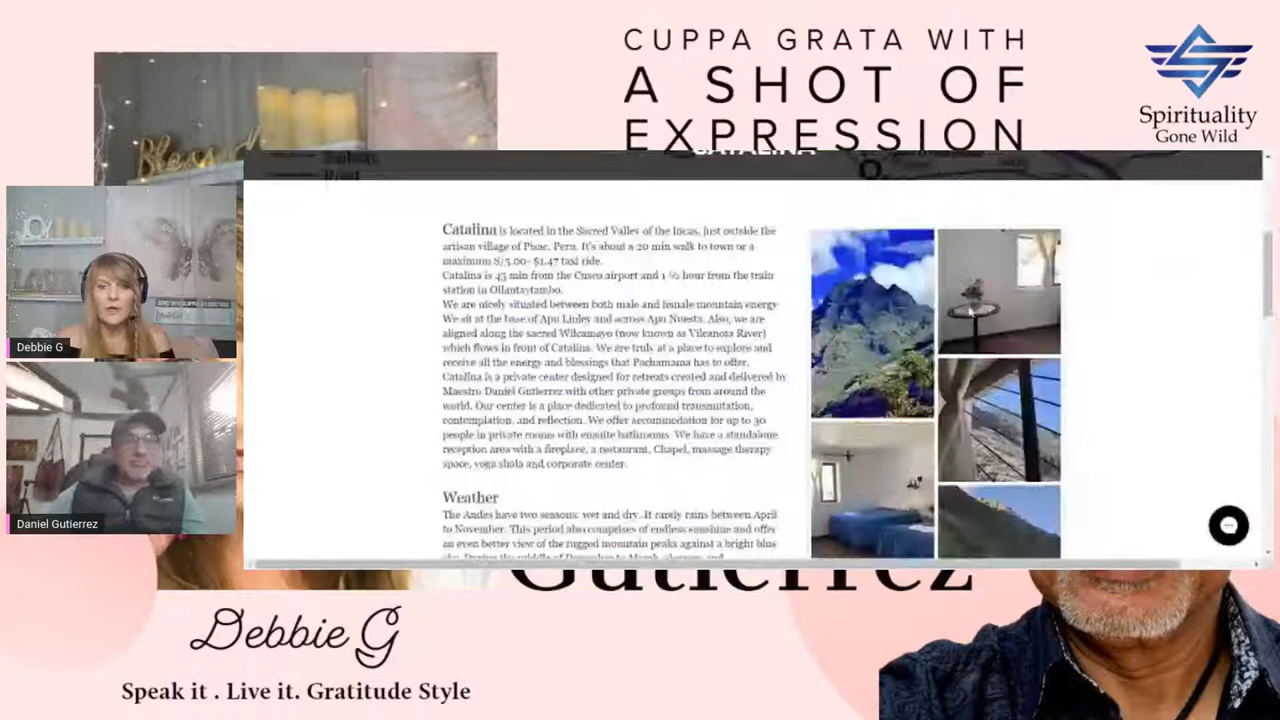 CUPPA GRATA WITH
A SHOT OF
EXPRESSION
Spirituality
Gone Wild
Debbie G
Daniel Gutierrez
Catalina is located in the Sacred Valley of the Incas, just outside the
artisan village of Pisac, Peru. It's about a 20 min walk to town or a
maximum S/5.00- $1.47 taxi ride.
Catalina is 45 min from the Cusco airport and 1 ½ hour from the train
station in Ollantaytambo.
We are nicely situated between both male and female mountain energy
We sit at the base of Apu Linley and across Apu Nuesta. Also, we are
aligned along the sacred Wilcamayo (now known as Vilcanota River)
which flows in front of Catalina. We are truly at a place to explore and
receive all the energy and blessings that Pachamama has to offer.
Catalina is a private center designed for retreats created and delivered by
Maestro Daniel Gutierrez with other private groups from around the
world. Our center is a place dedicated to profound transmutation,
contemplation, and reflection. We offer accommodation for up to 30
people in private rooms with ensuite bathrooms. We have a standalone
reception area with a fireplace, a restaurant, Chapel, massage therapy
space, yoga shala and corporate center.
Weather
The Andes have two seasons: wet and dry. It rarely rains between April
to November. This period also comprises of endless sunshine and offer
an even better view of the rugged mountain peaks against a bright blue
Gutierrez
Debbie G
Speak it . Live it. Gratitude Style